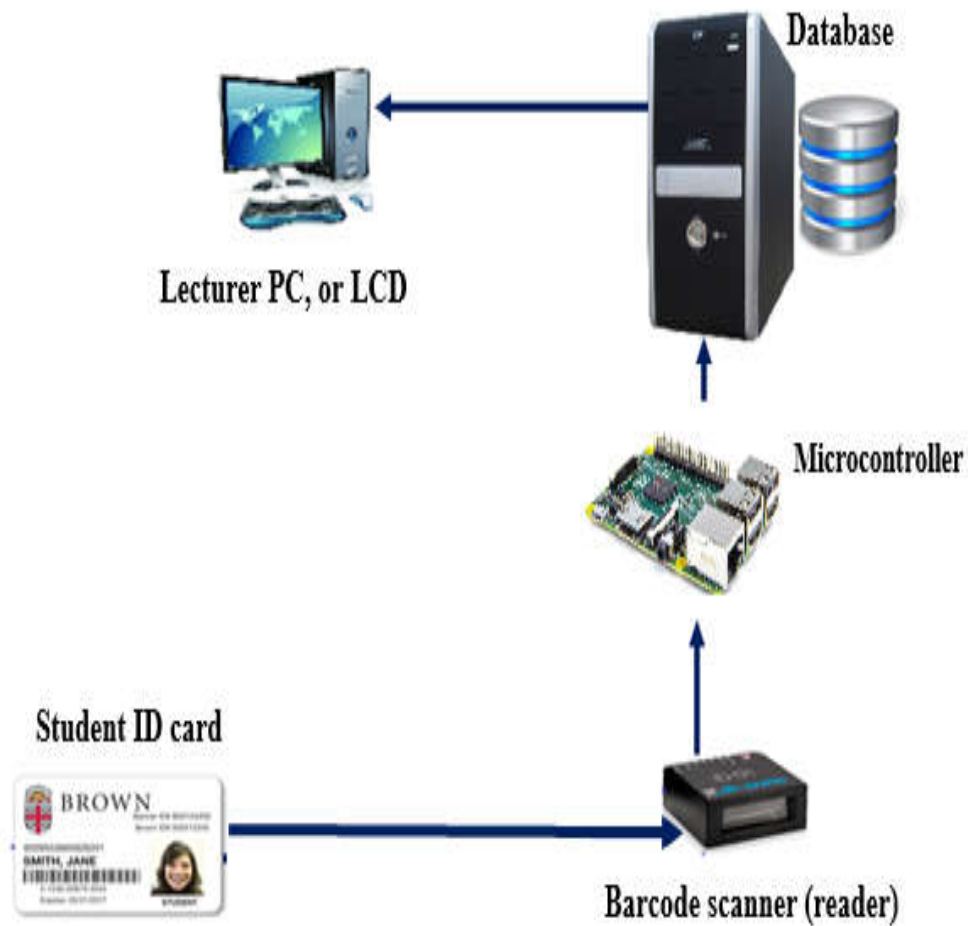 Database
Lecturer PC, or LCD
Microcontroller
Student ID card
BROWN
SMITH, JANE
STUDENT
Barcode scanner (reader)